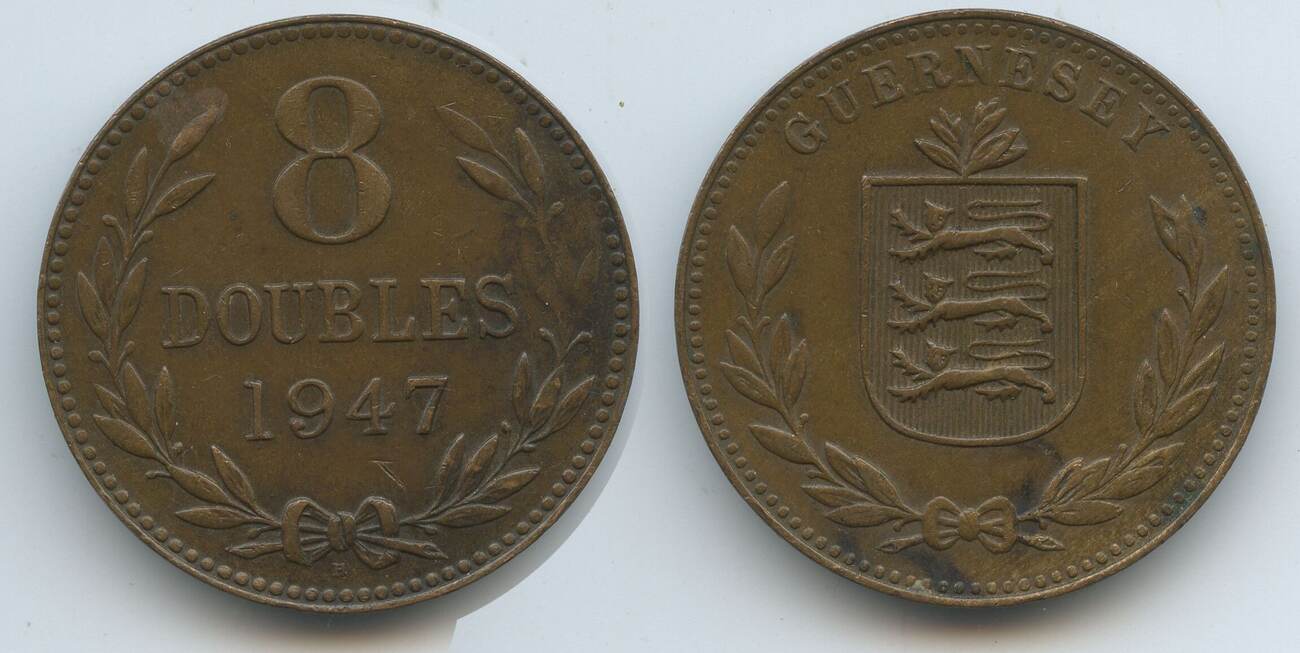 8
DOUBLES
1947
H
GUERNESEY